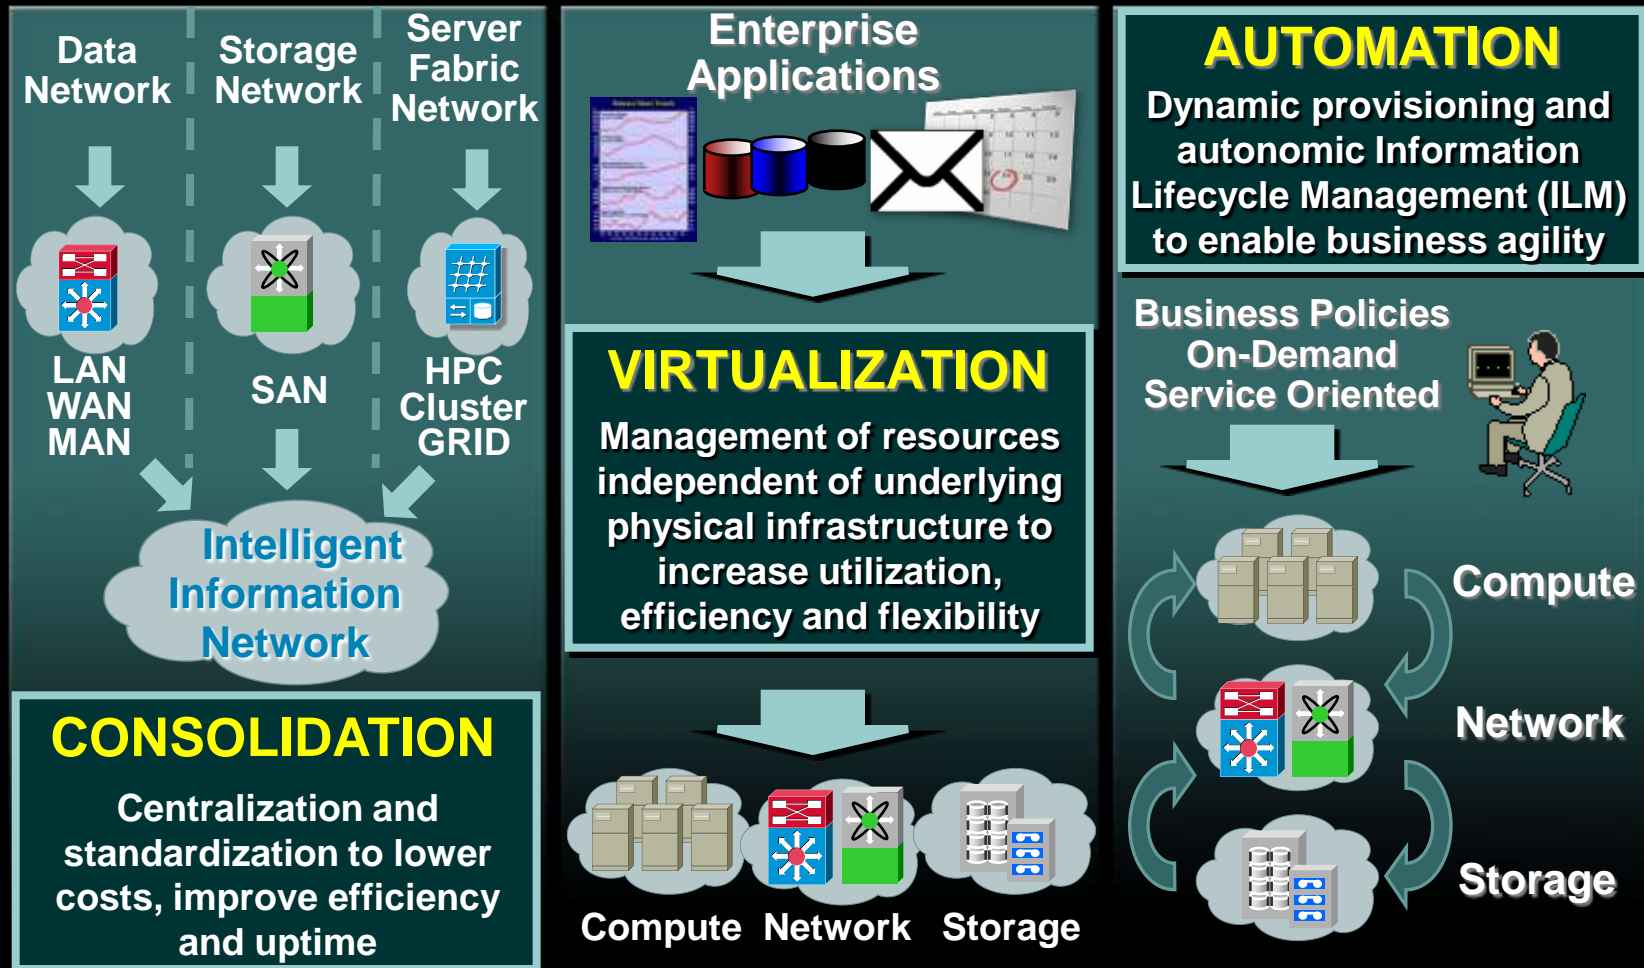 Data
Network
Storage
Network
Server
Fabric
Network
LAN
WAN
MAN
SAN
HPC
Cluster
GRID
Intelligent
Information
Network
CONSOLIDATION
Centralization and
standardization to lower
costs, improve efficiency
and uptime
Enterprise
Applications
VIRTUALIZATION
Management of resources
independent of underlying
physical infrastructure to
increase utilization,
efficiency and flexibility
Compute
Network
Storage
AUTOMATION
Dynamic provisioning and
autonomic Information
Lifecycle Management (ILM)
to enable business agility
Business Policies
On-Demand
Service Oriented
Compute
Network
Storage